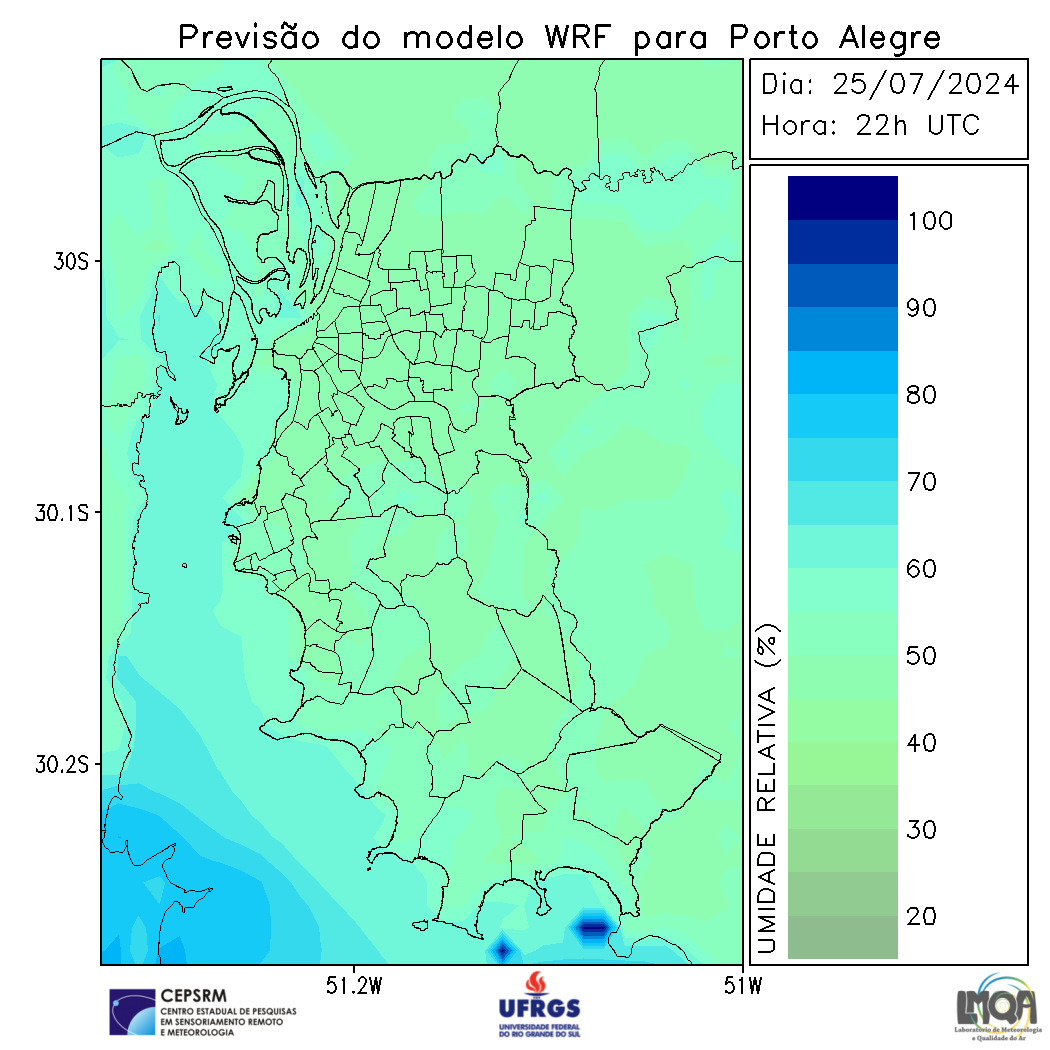 Previsão do modelo WRF para Porto Alegre
Dia: 25/07/2024
Hora: 22h UTC
30S
30.1S
30.2S
51.2W
51W
100
90
80
70
60
50
40
30
20
UMIDADE RELATIVA (%)
CEPSRM
CENTRO ESTADUAL DE PESQUISAS
EM SENSORIAMENTO REMOTO
E METEOROLOGIA
UFRGS
UNIVERSIDADE FEDERAL
DO RIO GRANDE DO SUL
LMQA
Laboratório de Meteorologia
e Qualidade do Ar